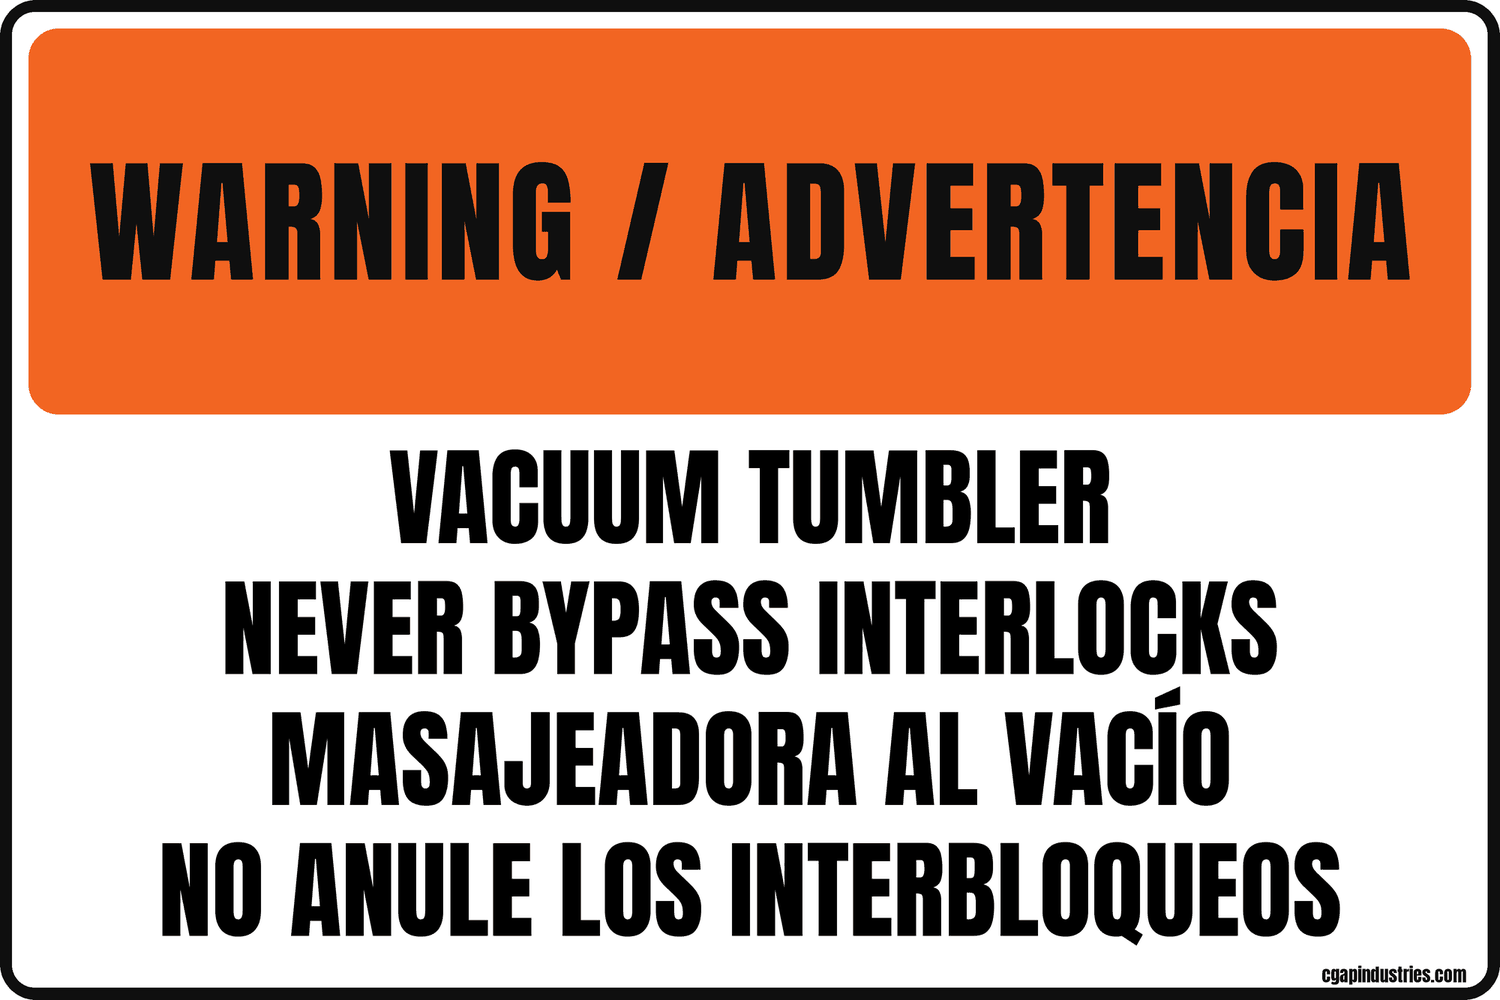 WARNING / ADVERTENCIA
VACUUM TUMBLER
NEVER BYPASS INTERLOCKS
MASAJEADORA AL VACÍO
NO ANULE LOS INTERBLOQUEOS
cgapindustries.com